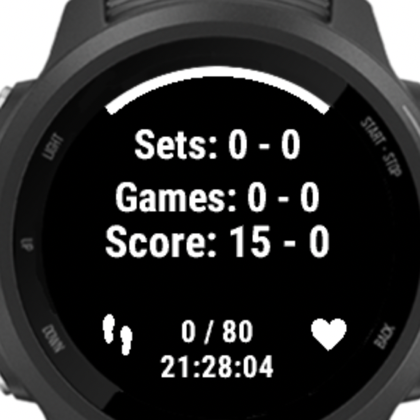 LIGHT
START · STOP
Sets: 0 - 0
Games: 0 - 0
Score: 15 - 0
UP
DOWN
BACK
0 / 80
21:28:04